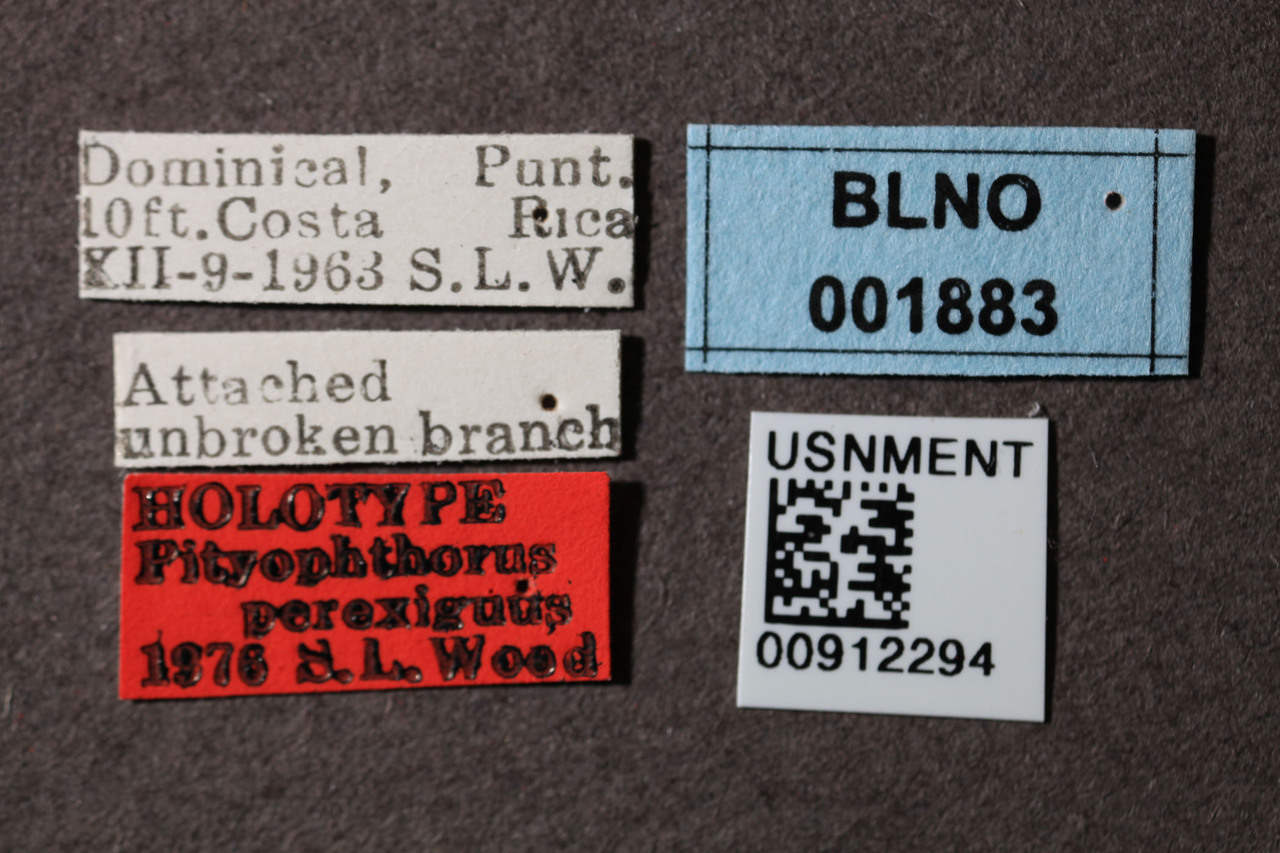 Dominical, Punt.
10ft. Costa Rica
XII-9-1963 S.L.W.
Attached
unbroken branch
HOLOTYPE
Pityophthorus
perexiguus
1976 S.L.Wood
BLNO
001883
USNMENT
00912294